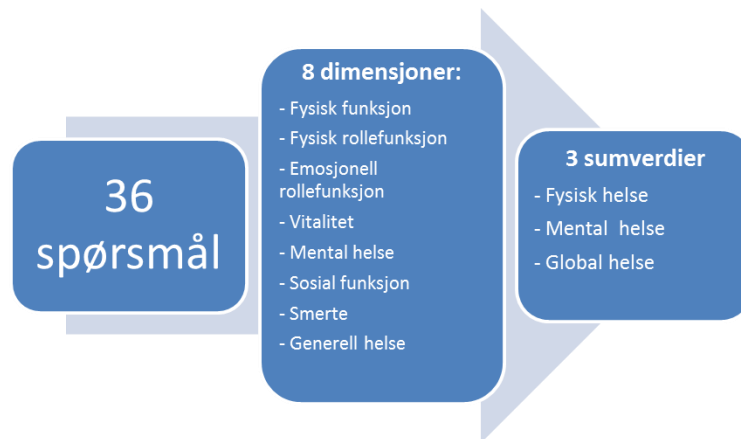 36
spørsmål
8 dimensjoner:
- Fysisk funksjon
- Fysisk rollefunksjon
- Emosjonell
rollefunksjon
- Vitalitet
- Mental helse
- Sosial funksjon
- Smerte
- Generell helse
3 sumverdier
- Fysisk helse
- Mental helse
- Global helse